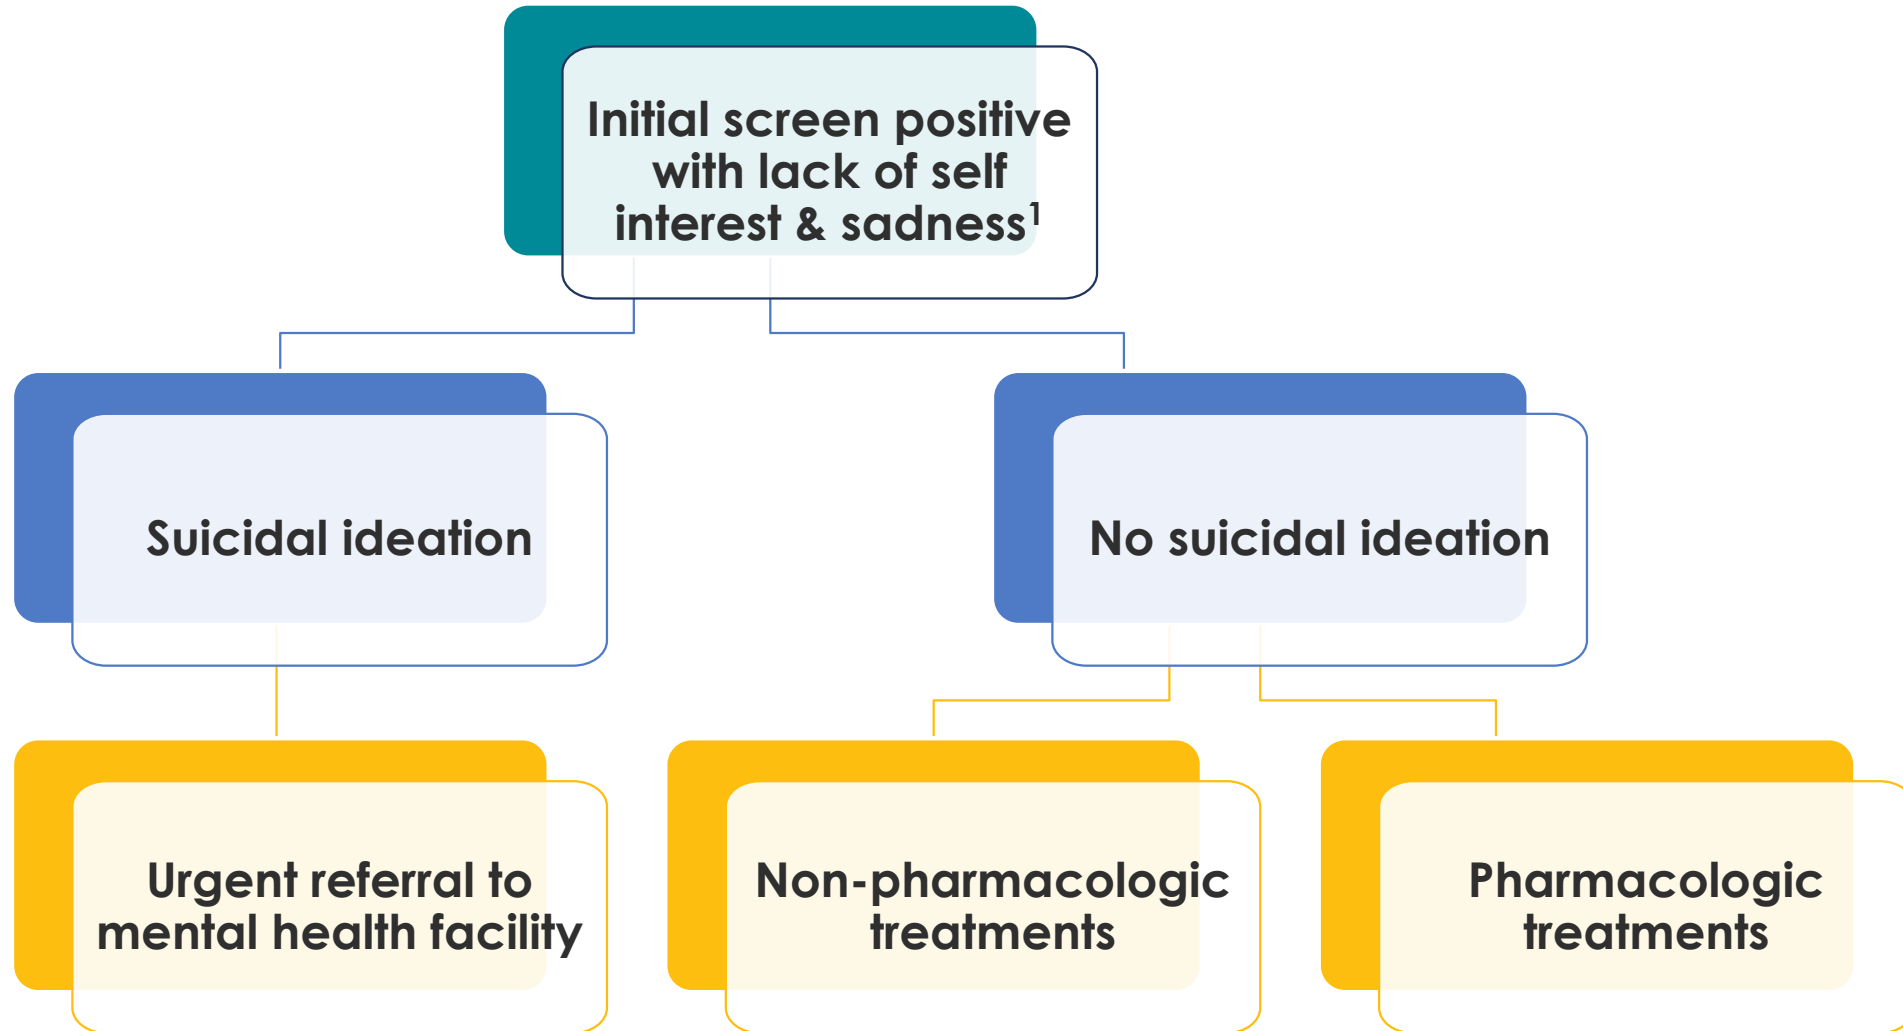 Initial screen positive
with lack of self
interest & sadness¹
Suicidal ideation
No suicidal ideation
Urgent referral to
mental health facility
Non-pharmacologic
treatments
Pharmacologic
treatments